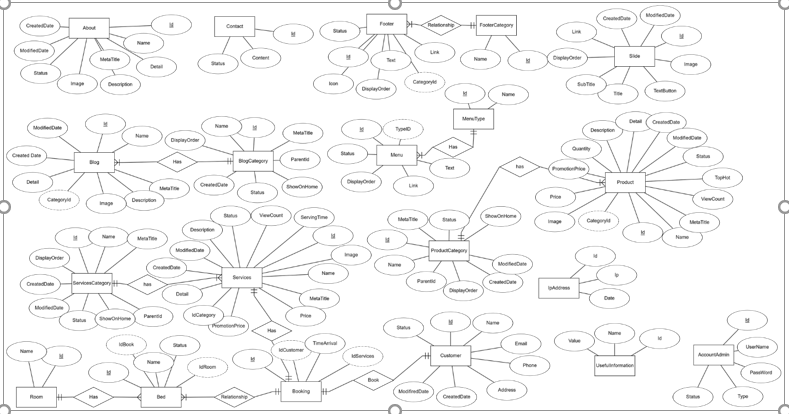 About
CreatedDate
Id
ModifiedDate
Name
Status
MetaTitle
Detail
Image
Description
Contact
Id
Status
Content
Footer
Status
Id
Icon
Text
DisplayOrder
CategoryId
Link
Relationship
FooterCategory
Name
Id
Slide
CreatedDate
ModifiedDate
Link
Id
DisplayOrder
Image
SubTitle
Title
TextButton
Blog
ModifiedDate
Id
Name
Created Date
Detail
CategoryId
Image
Description
MetaTitle
Has
BlogCategory
DisplayOrder
Name
Id
MetaTitle
ParentId
ShowOnHome
Status
CreatedDate
Menu
Id
TypeID
Status
DisplayOrder
Link
Text
Has
MenuType
Id
Name
has
Product
Description
Detail
CreatedDate
ModifiedDate
Quantity
Status
PromotionPrice
TopHot
Price
ViewCount
Image
CategoryId
MetaTitle
Id
Name
ServicesCategory
Id
Name
MetaTitle
DisplayOrder
CreatedDate
ModifiedDate
Status
ShowOnHome
ParentId
has
Services
Status
ViewCount
ServingTime
Description
Id
ModifiedDate
Image
CreatedDate
Name
Detail
MetaTitle
IdCategory
PromotionPrice
Price
Has
ProductCategory
MetaTitle
Status
ShowOnHome
Id
Name
ParentId
DisplayOrder
CreatedDate
ModifiedDate
IpAddress
Id
Ip
Date
Room
Name
Id
Has
Bed
IdBook
Status
Name
Id
IdRoom
Relationship
Booking
Id
IdCustomer
TimeArrival
IdServices
Book
Customer
Status
Id
Name
Email
Phone
Address
CreatedDate
ModifiredDate
UsefulInformation
Value
Name
Id
AccountAdmin
Id
UserName
PassWord
Type
Status